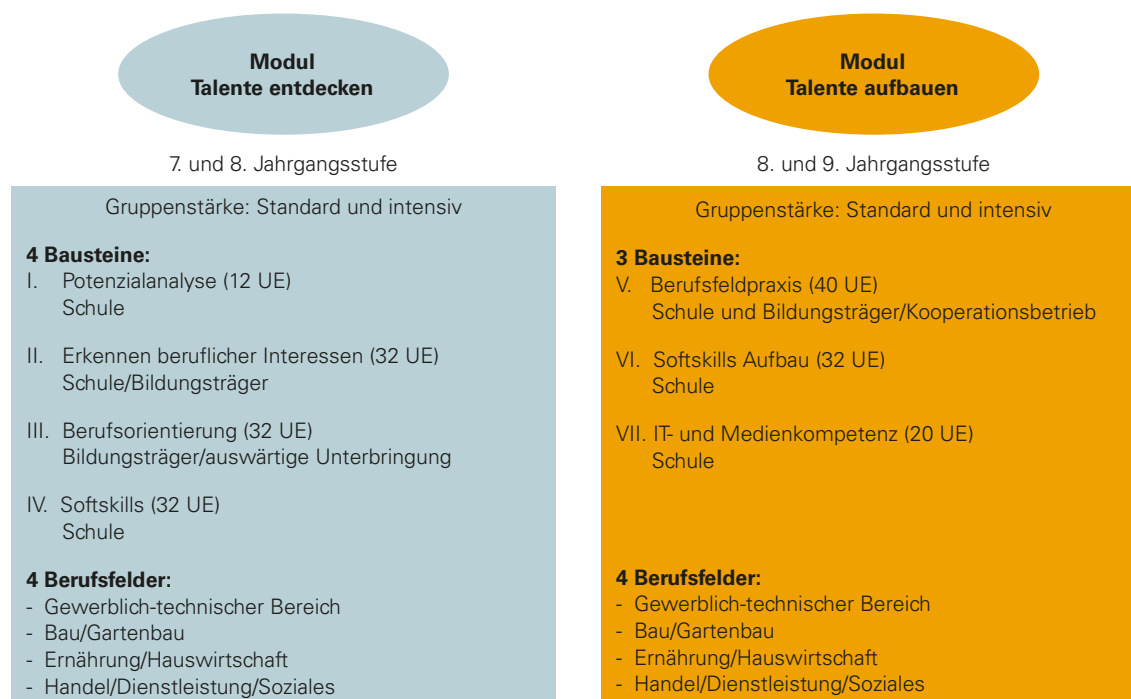 Modul
Talente entdecken
7. und 8. Jahrgangsstufe
Gruppenstärke: Standard und intensiv
4 Bausteine:
I. Potenzialanalyse (12 UE)
Schule
II. Erkennen beruflicher Interessen (32 UE)
Schule/Bildungsträger
III. Berufsorientierung (32 UE)
Bildungsträger/auswärtige Unterbringung
IV. Softskills (32 UE)
Schule
4 Berufsfelder:
- Gewerblich-technischer Bereich
- Bau/Gartenbau
- Ernährung/Hauswirtschaft
- Handel/Dienstleistung/Soziales
Modul
Talente aufbauen
8. und 9. Jahrgangsstufe
Gruppenstärke: Standard und intensiv
3 Bausteine:
V. Berufsfeldpraxis (40 UE)
Schule und Bildungsträger/Kooperationsbetrieb
VI. Softskills Aufbau (32 UE)
Schule
VII. IT- und Medienkompetenz (20 UE)
Schule
4 Berufsfelder:
- Gewerblich-technischer Bereich
- Bau/Gartenbau
- Ernährung/Hauswirtschaft
- Handel/Dienstleistung/Soziales